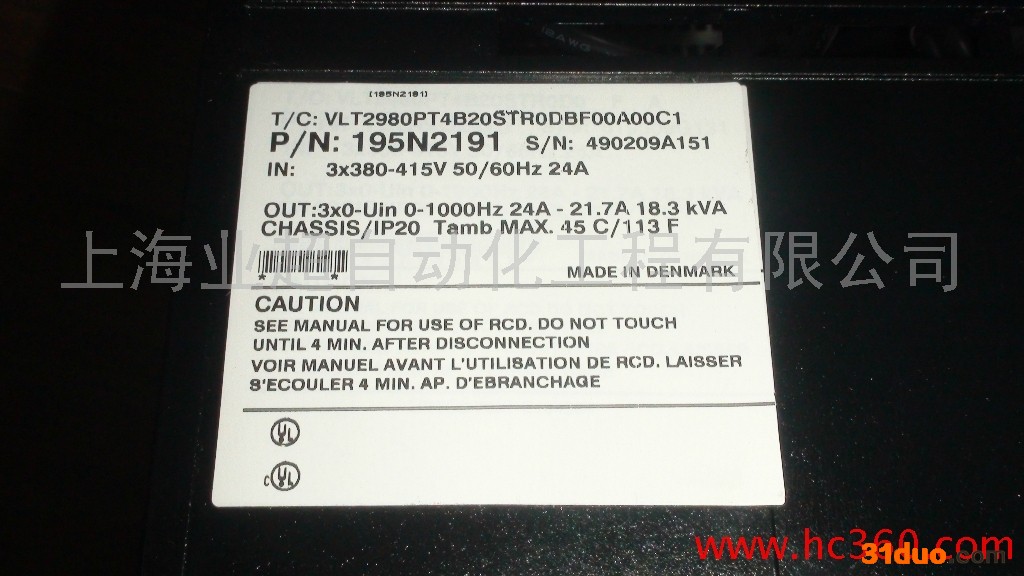 [195N2191]
T/C: VLT2980PT4B20STR0DBF00A00C1
P/N: 195N2191 S/N: 490209A151
IN: 3x380-415V 50/60Hz 24A
OUT:3x0-Uin 0-1000Hz 24A - 21.7A 18.3 kVA
CHASSIS/IP20 Tamb MAX. 45 C/113 F
上海业超自动化工程有限公司
* *
MADE IN DENMARK
CAUTION
SEE MANUAL FOR USE OF RCD. DO NOT TOUCH
UNTIL 4 MIN. AFTER DISCONNECTION
VOIR MANUEL AVANT L'UTILISATION DE RCD. LAISSER
S'ECOULER 4 MIN. AP. D'EBRANCHAGE
UL
c UL
www.hc360.com
31duo.com